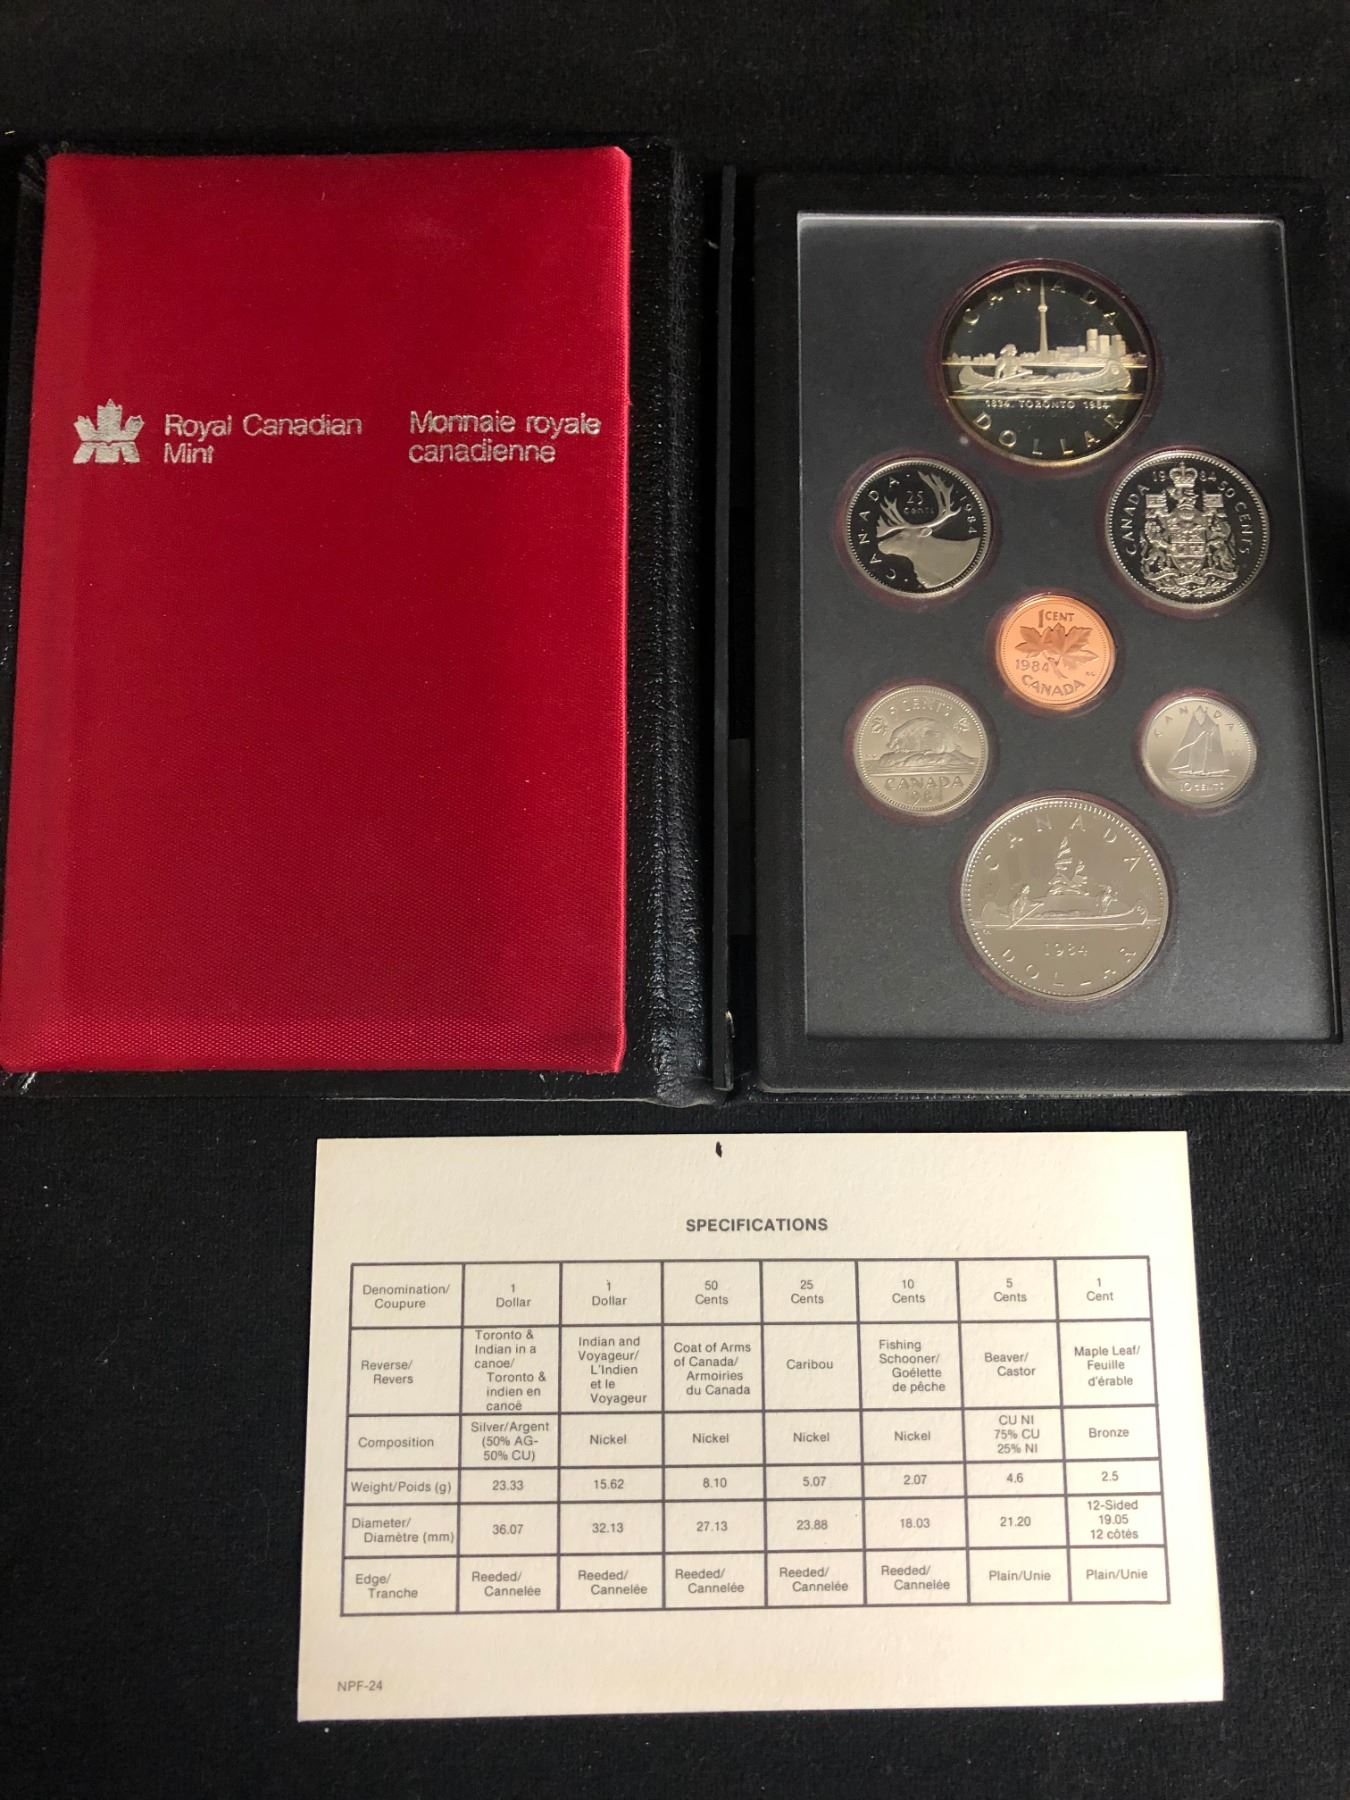 Royal Canadian
Mint
Monnaie royale
canadienne
CANADA
1834 TORONTO 1984
DOLLAR
CANADA 25 cents 1984
CANADA 1984 50 CENTS
1 CENT
1984
CANADA
5 CENTS
CANADA
CANADA
10 CENTS
CANADA
1984
DOLLAR
SPECIFICATIONS
Denomination/ Coupure
1 Dollar
1 Dollar
50 Cents
25 Cents
10 Cents
5 Cents
1 Cent
Reverse/ Revers
Toronto & Indian in a canoe/ Toronto & indien en canoë
Indian and Voyageur/ L'Indien et le Voyageur
Coat of Arms of Canada/ Armoiries du Canada
Caribou
Fishing Schooner/ Goélette de pêche
Beaver/ Castor
Maple Leaf/ Feuille d'érable
Composition
Silver/Argent (50% AG- 50% CU)
Nickel
Nickel
Nickel
Nickel
CU NI 75% CU 25% NI
Bronze
Weight/Poids (g)
23.33
15.62
8.10
5.07
2.07
4.6
2.5
Diameter/ Diamètre (mm)
36.07
32.13
27.13
23.88
18.03
21.20
12-Sided 19.05 12 côtés
Edge/ Tranche
Reeded/ Cannelée
Reeded/ Cannelée
Reeded/ Cannelée
Reeded/ Cannelée
Reeded/ Cannelée
Plain/Unie
Plain/Unie
NPF-24